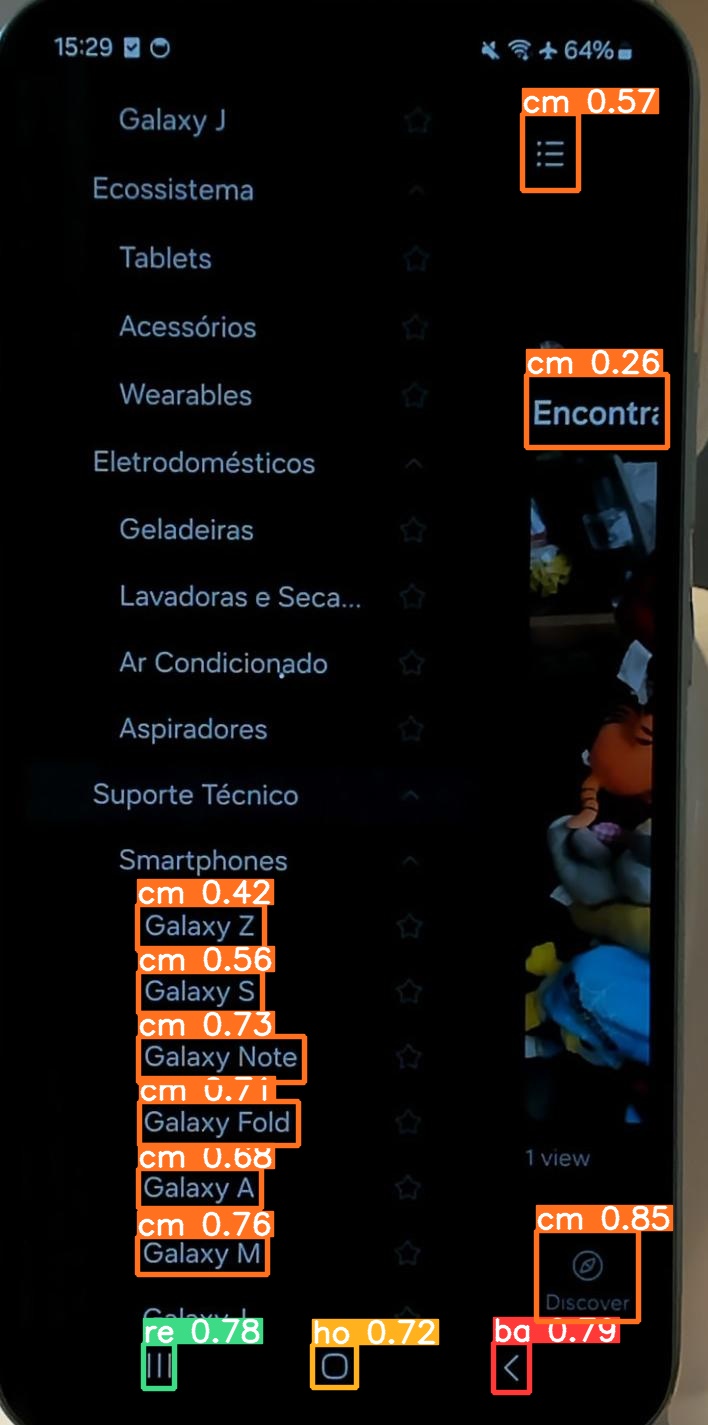 15:29
64%
Galaxy J
cm 0.57
Ecossistema
Tablets
Acessórios
cm 0.26
Wearables
Encontra
Eletrodomésticos
Geladeiras
Lavadoras e Seca...
Ar Condicionado
Aspiradores
Suporte Técnico
Smartphones
cm 0.42
Galaxy Z
cm 0.56
Galaxy S
cm 0.73
Galaxy Note
cm 0.71
Galaxy Fold
cm 0.68
1 view
Galaxy A
cm 0.76
Galaxy M
cm 0.85
Discover
Galaxy J
re 0.78
ho 0.72
ba 0.79